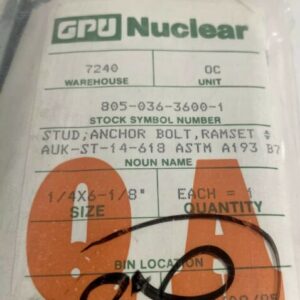 GPU Nuclear
7240 OC
WAREHOUSE UNIT
805-036-3600-1
STOCK SYMBOL NUMBER
STUD;ANCHOR BOLT,RAMSET
AUK-ST-14-618 ASTM A193 B7
NOUN NAME
1/4X6-1/8" EACH = 1
SIZE QUANTITY
QA
BIN LOCATION